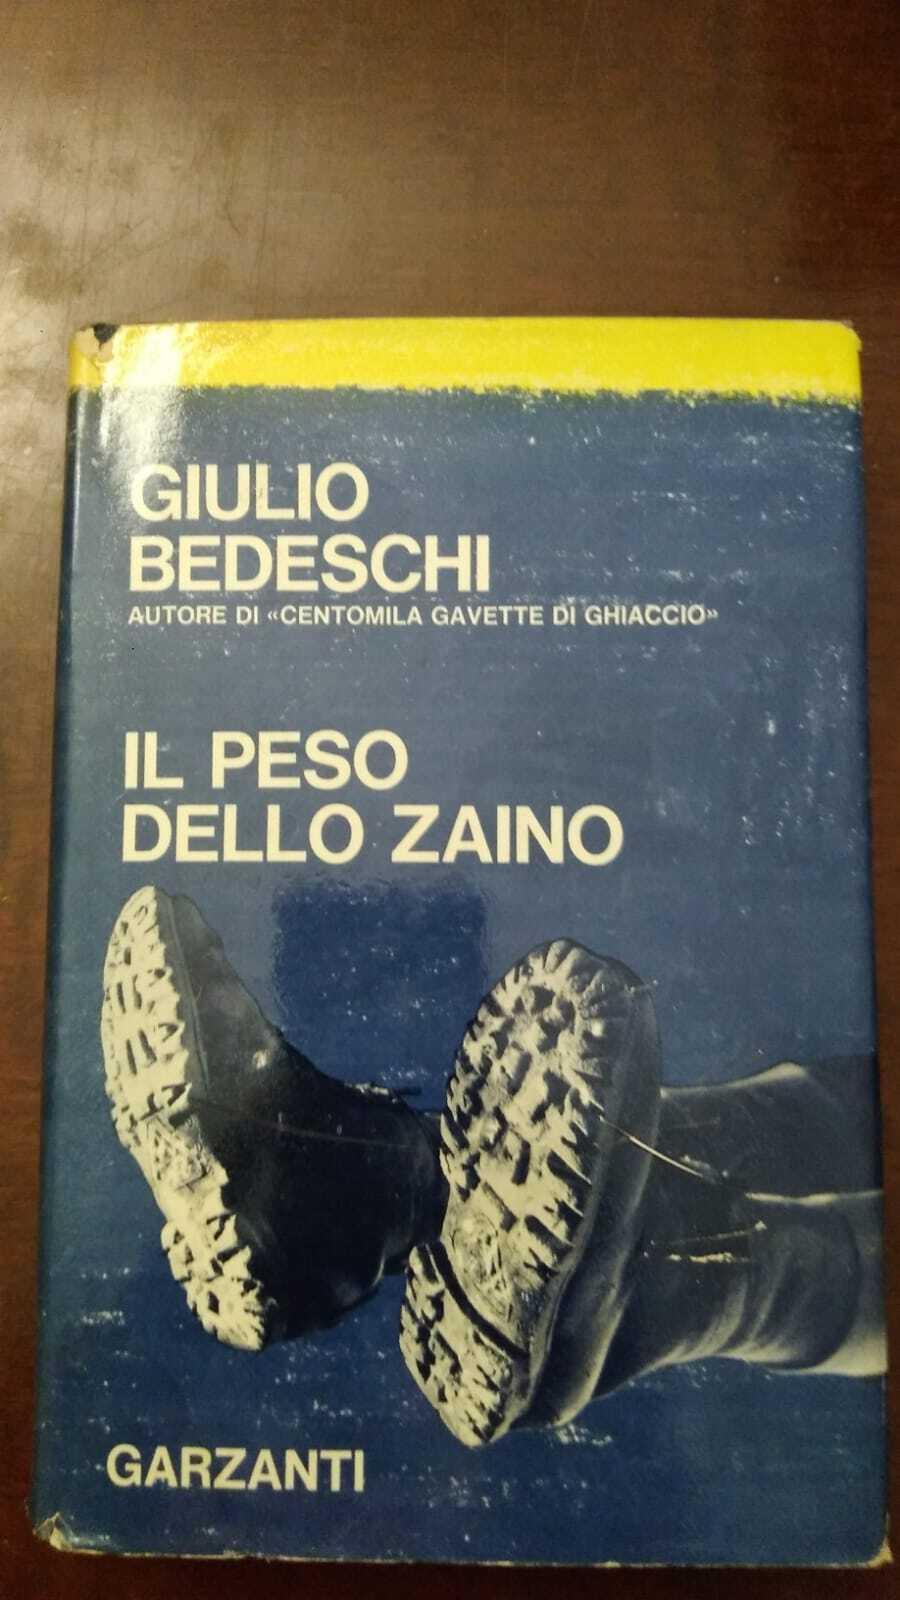 GIULIO
BEDESCHI
AUTORE DI «CENTOMILA GAVETTE DI GHIACCIO»
IL PESO
DELLO ZAINO
GARZANTI